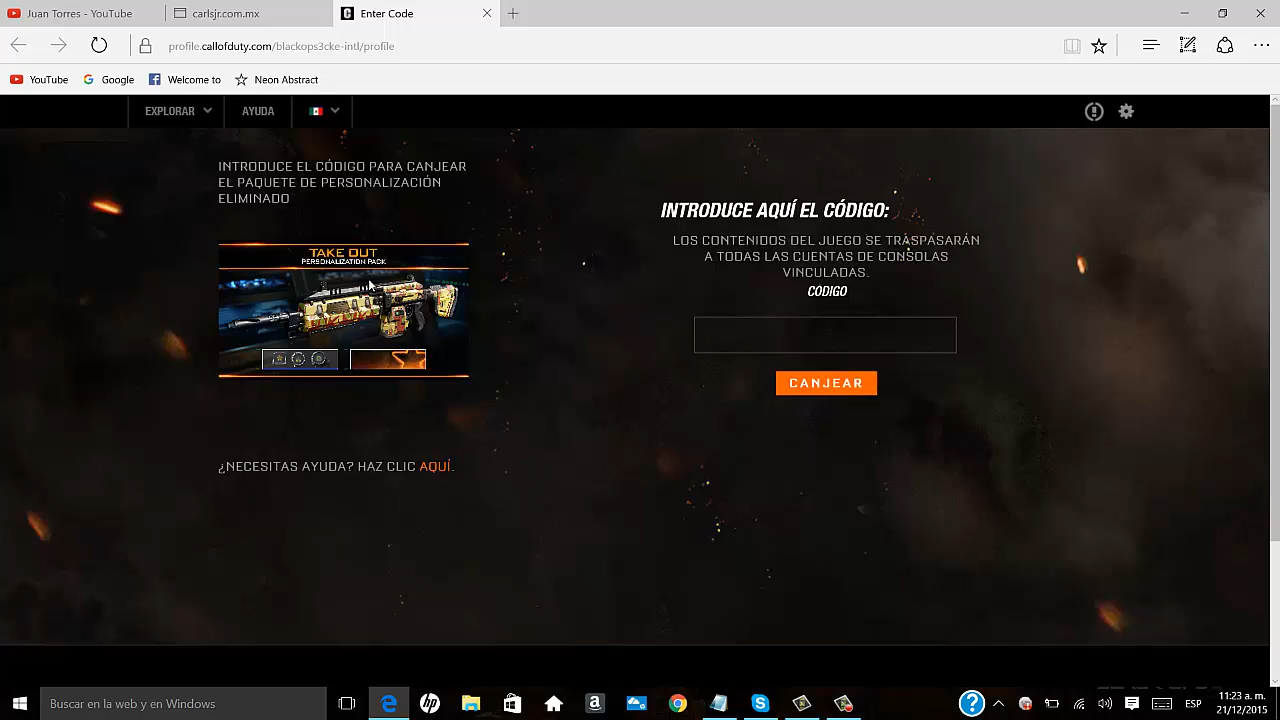 Juan Torres - YouTube
carlsjr.com.mx
Enter Code
profile.callofduty.com/blackops3cke-intl/profile
YouTube
Google
Welcome to
Neon Abstract
EXPLORAR
AYUDA
INTRODUCE EL CÓDIGO PARA CANJEAR
EL PAQUETE DE PERSONALIZACIÓN
ELIMINADO
TAKE OUT
PERSONALIZATION PACK
¿NECESITAS AYUDA? HAZ CLIC AQUÍ.
INTRODUCE AQUÍ EL CÓDIGO:
LOS CONTENIDOS DEL JUEGO SE TRASPASARÁN
A TODAS LAS CUENTAS DE CONSOLAS
VINCULADAS.
CÓDIGO
CANJEAR
Buscar en la web y en Windows
ESP
11:23 a. m.
21/12/2015